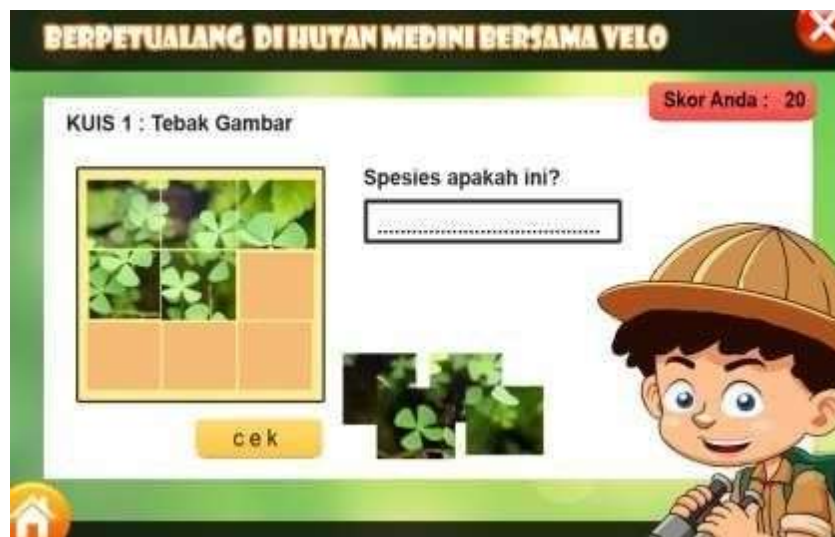 BERPETUALANG DI HUTAN MEDINI BERSAMA VELO
Skor Anda : 20
KUIS 1 : Tebak Gambar
Spesies apakah ini?
....................................
cek